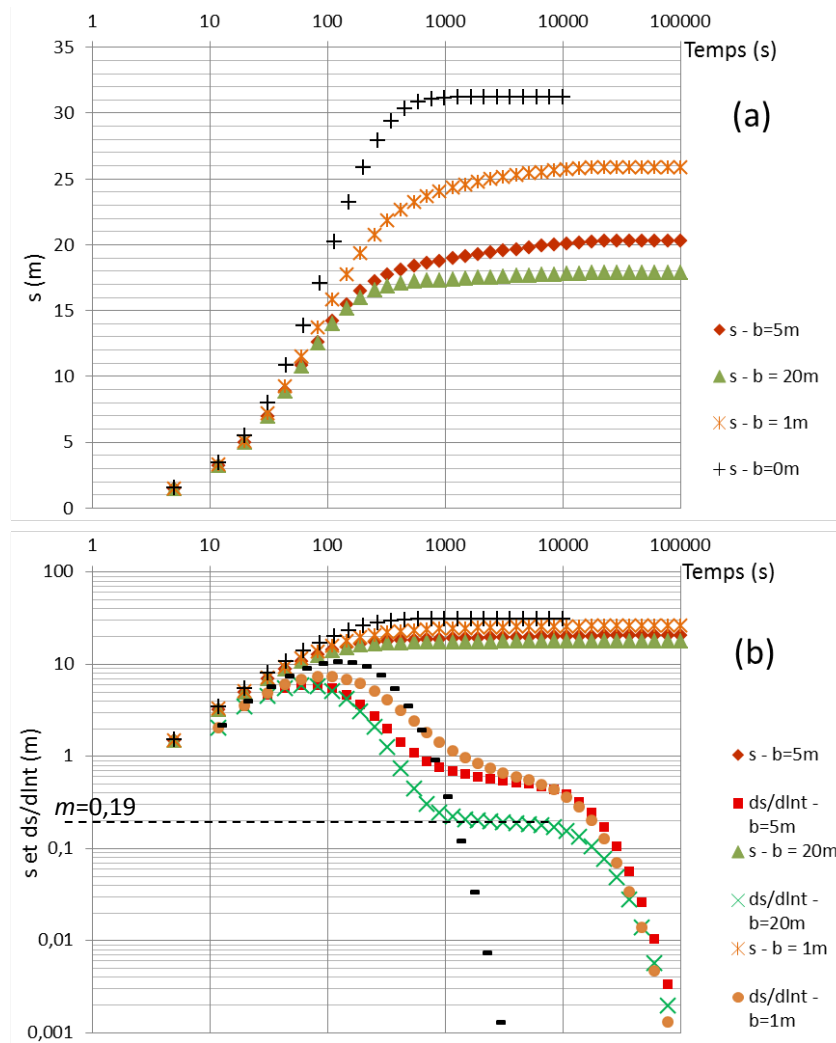 1 10 100 1000 10000 100000
Temps (s)
35
30
25
20
15
10
5
0
s (m)
(a)
s - b=5m
s - b = 20m
s - b = 1m
s - b=0m
1 10 100 1000 10000 100000
Temps (s)
100
10
1
0,1
0,01
0,001
s et ds/dlnt (m)
m=0,19
(b)
s - b=5m
ds/dlnt -
b=5m
s - b = 20m
ds/dlnt -
b=20m
s - b = 1m
ds/dlnt -
b=1m